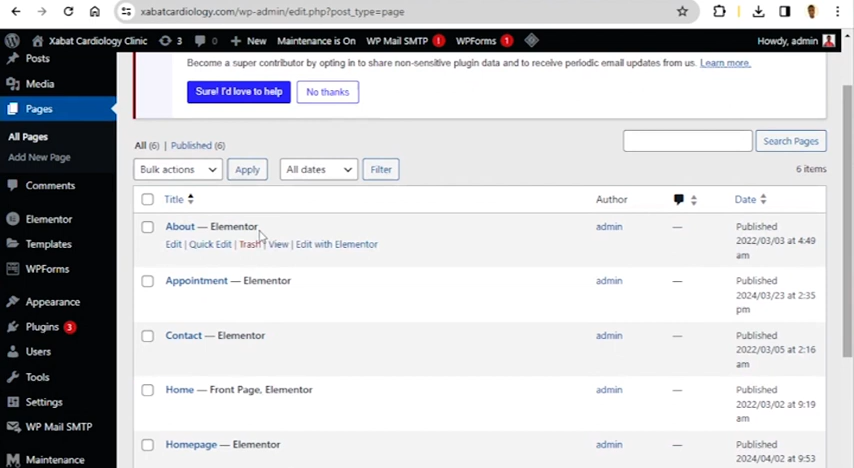 xabatcardiology.com/wp-admin/edit.php?post_type=page
Xabat Cardiology Clinic 3 0 + New Maintenance is On WP Mail SMTP ! WPForms 1 Howdy, admin
Posts
Media
Pages
All Pages
Add New Page
Comments
Elementor
Templates
WPForms
Appearance
Plugins 3
Users
Tools
Settings
WP Mail SMTP
Maintenance
Become a super contributor by opting in to share non-sensitive plugin data and to receive periodic email updates from us. Learn more.
Sure! I'd love to help No thanks
All (6) | Published (6)
Search Pages
Bulk actions Apply All dates Filter 6 items
Title Author Date
About — Elementor admin — Published
2022/03/03 at 4:49
am
Edit | Quick Edit | Trash | View | Edit with Elementor
Appointment — Elementor admin — Published
2024/03/23 at 2:35
pm
Contact — Elementor admin — Published
2022/03/05 at 2:16
am
Home — Front Page, Elementor admin — Published
2022/03/02 at 9:19
am
Homepage — Elementor admin — Published
2024/04/02 at 9:53